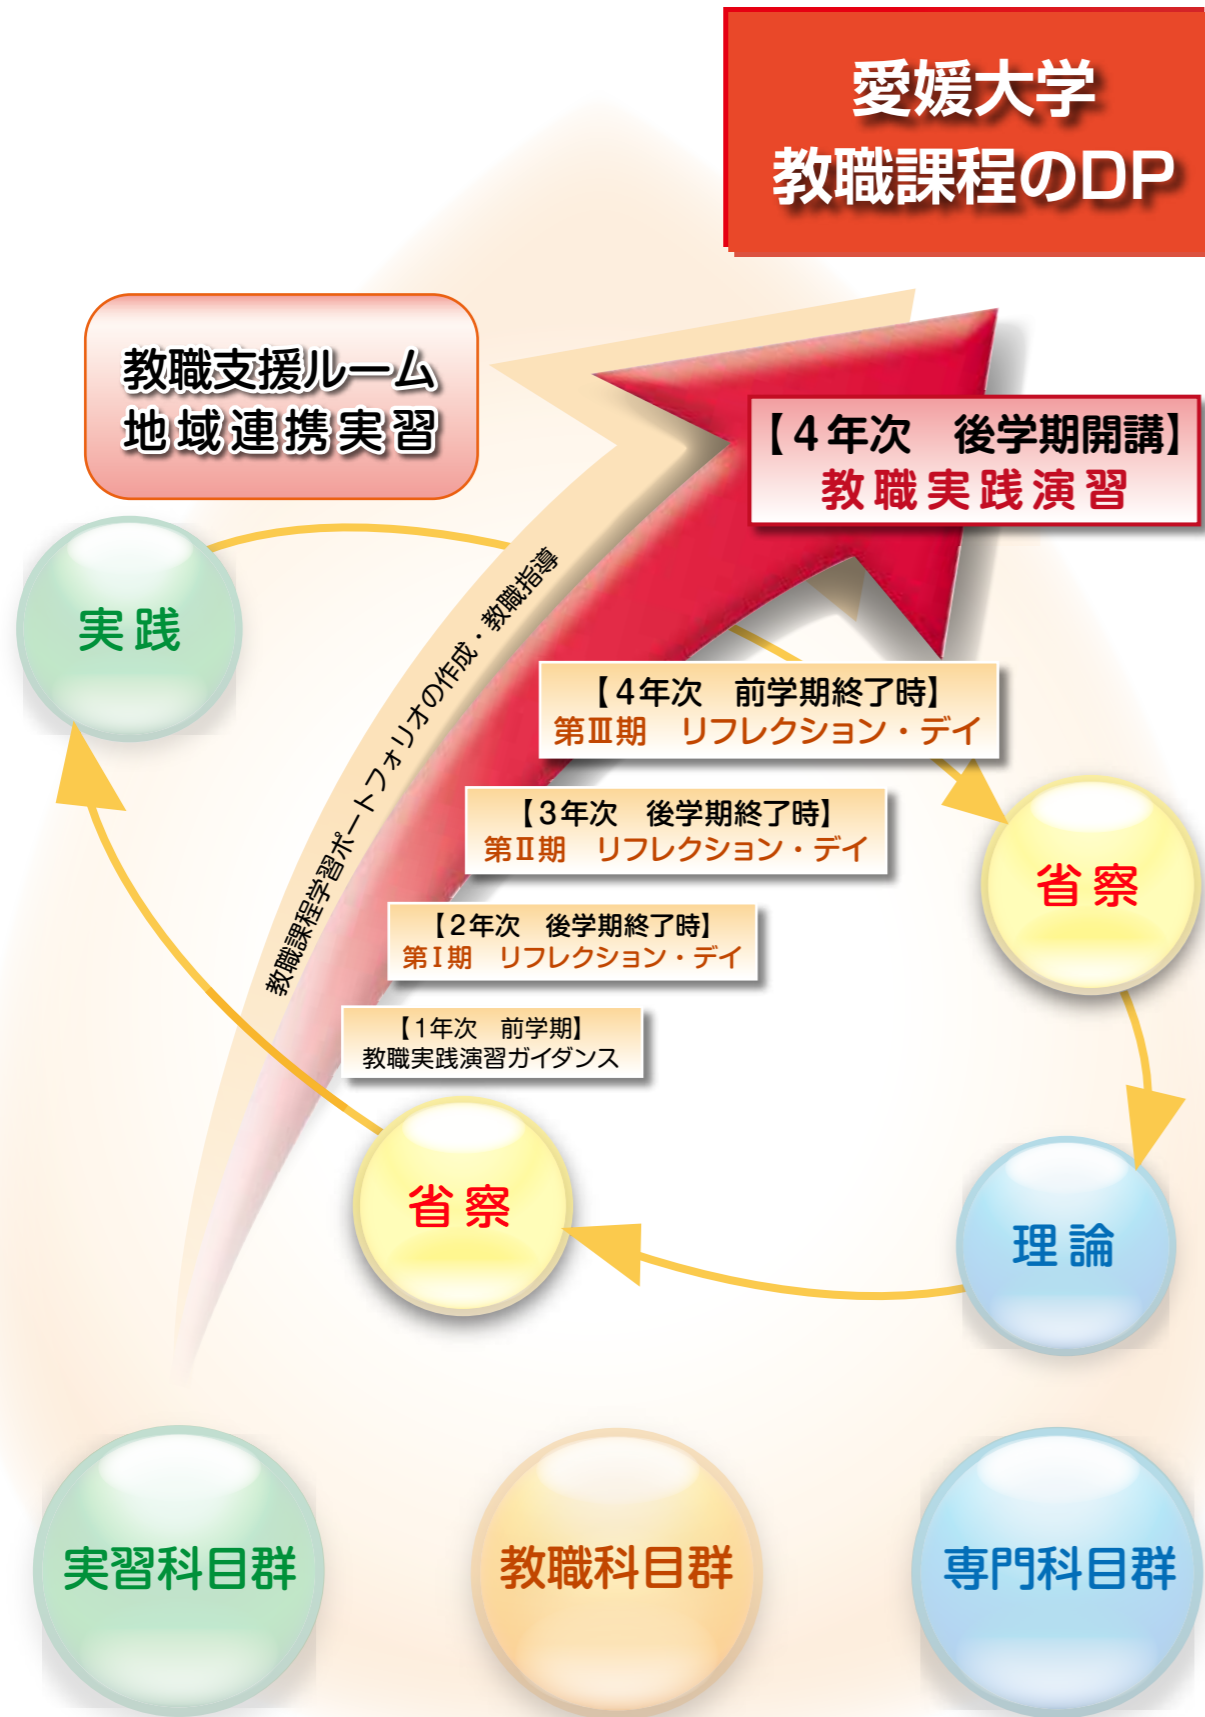 愛媛大学
教職課程のDP
教職支援ルーム
地域連携実習
【4年次　後学期開講】
教職実践演習
実践
教職課程学習ポートフォリオの作成・教職指導
【4年次　前学期終了時】
第Ⅲ期　リフレクション・デイ
【3年次　後学期終了時】
第Ⅱ期　リフレクション・デイ
省察
【2年次　後学期終了時】
第Ⅰ期　リフレクション・デイ
【1年次　前学期】
教職実践演習ガイダンス
省察
理論
実習科目群
教職科目群
専門科目群